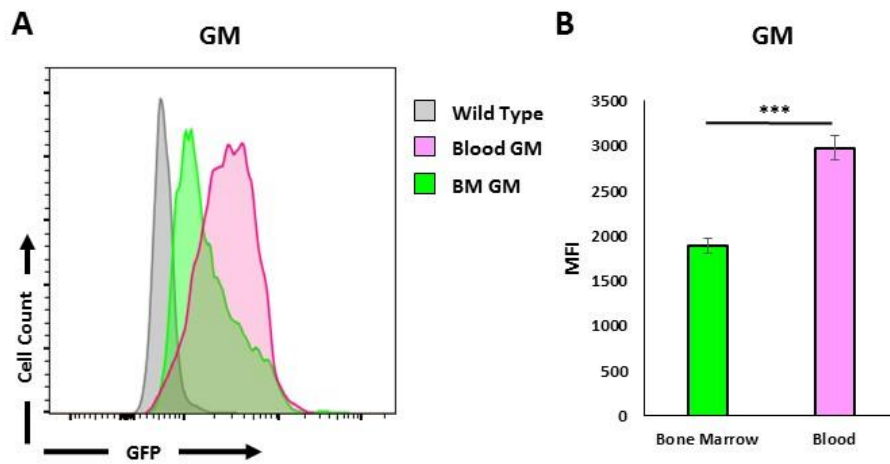 A
GM
Wild Type
Blood GM
BM GM
Cell Count
GFP
B
GM
***
3500
3000
2500
2000
1500
1000
500
0
MFI
Bone Marrow
Blood